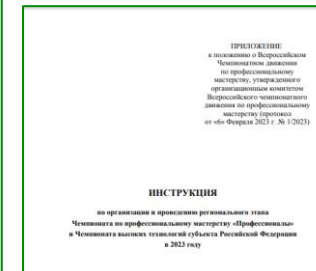 ПРИЛОЖЕНИЕ
к положению о Всероссийском
Чемпионатном движении
по профессиональному
мастерству, утвержденного
организационным комитетом
Всероссийского чемпионатного
движения по профессиональному
мастерству (протокол
от «6» Февраля 2023 г. № 1/2023)
ИНСТРУКЦИЯ
по организации и проведению регионального этапа
Чемпионата по профессиональному мастерству «Профессионалы»
и Чемпионата высоких технологий субъекта Российской Федерации
в 2023 году